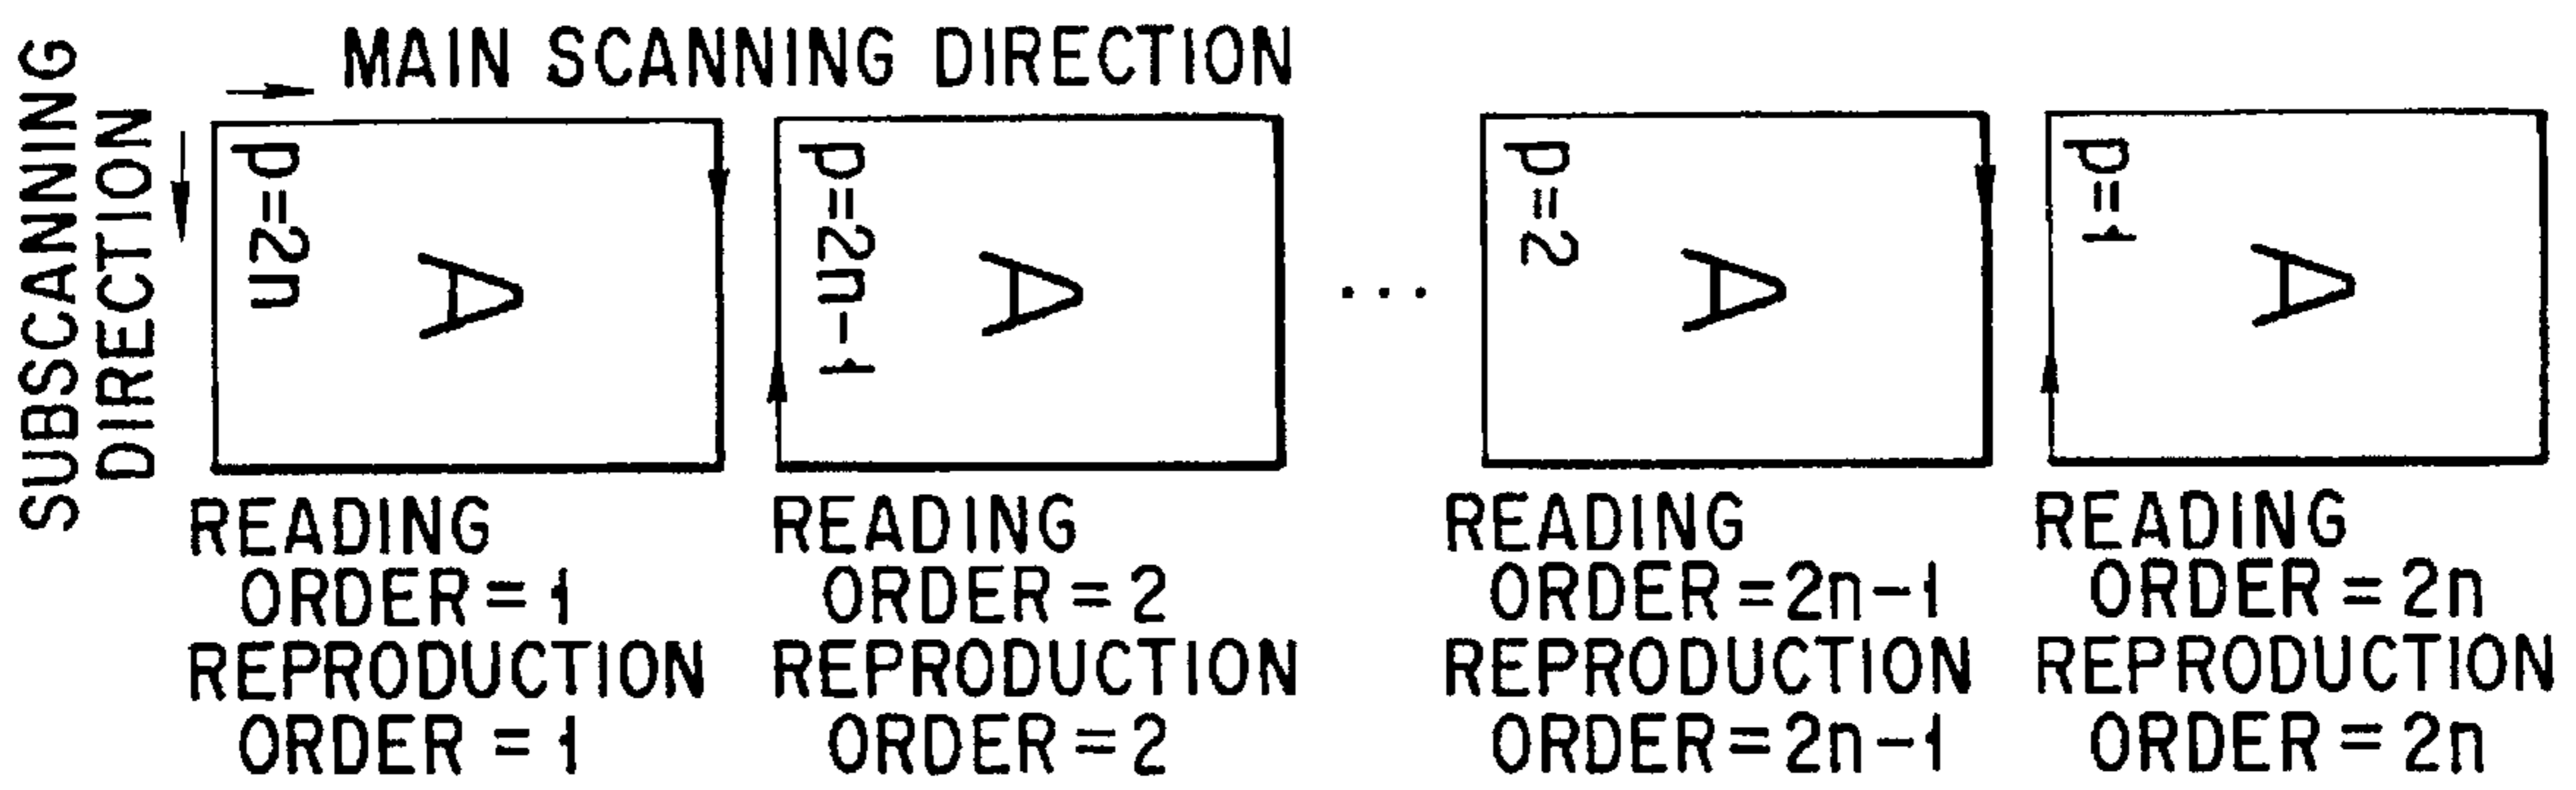 MAIN SCANNING DIRECTION
SUBSCANNING
DIRECTION
p=2n
A
p=2n-1
A
...
p=2
A
p=1
A
READING
ORDER=1
REPRODUCTION
ORDER=1
READING
ORDER=2
REPRODUCTION
ORDER=2
READING
ORDER=2n-1
REPRODUCTION
ORDER=2n-1
READING
ORDER=2n
REPRODUCTION
ORDER=2n